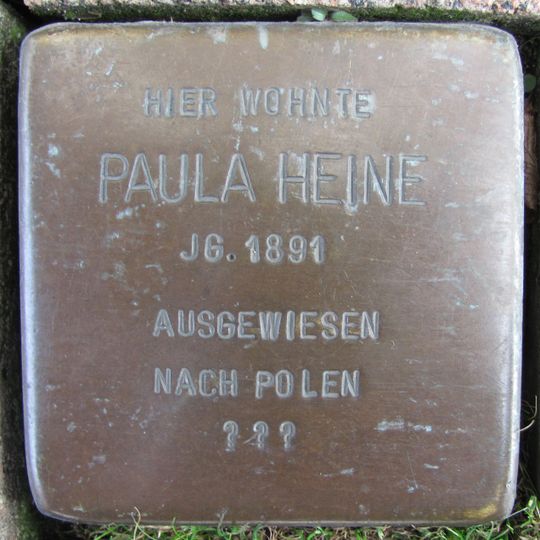 HIER WOHNTE
PAULA HEINE
JG. 1891
AUSGEWIESEN
NACH POLEN
???